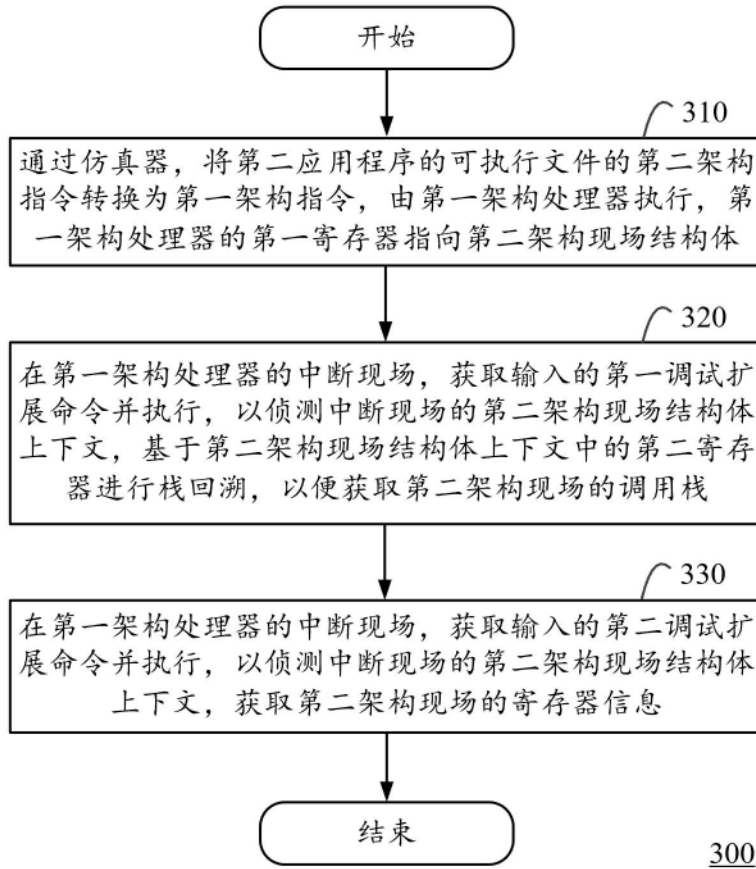 开始
310
通过仿真器，将第二应用程序的可执行文件的第二架构
指令转换为第一架构指令，由第一架构处理器执行，第
一架构处理器的第一寄存器指向第二架构现场结构体
320
在第一架构处理器的中断现场，获取输入的第一调试扩
展命令并执行，以侦测中断现场的第二架构现场结构体
上下文，基于第二架构现场结构体上下文中的第二寄存
器进行栈回溯，以便获取第二架构现场的调用栈
330
在第一架构处理器的中断现场，获取输入的第二调试扩
展命令并执行，以侦测中断现场的第二架构现场结构体
上下文，获取第二架构现场的寄存器信息
结束
300